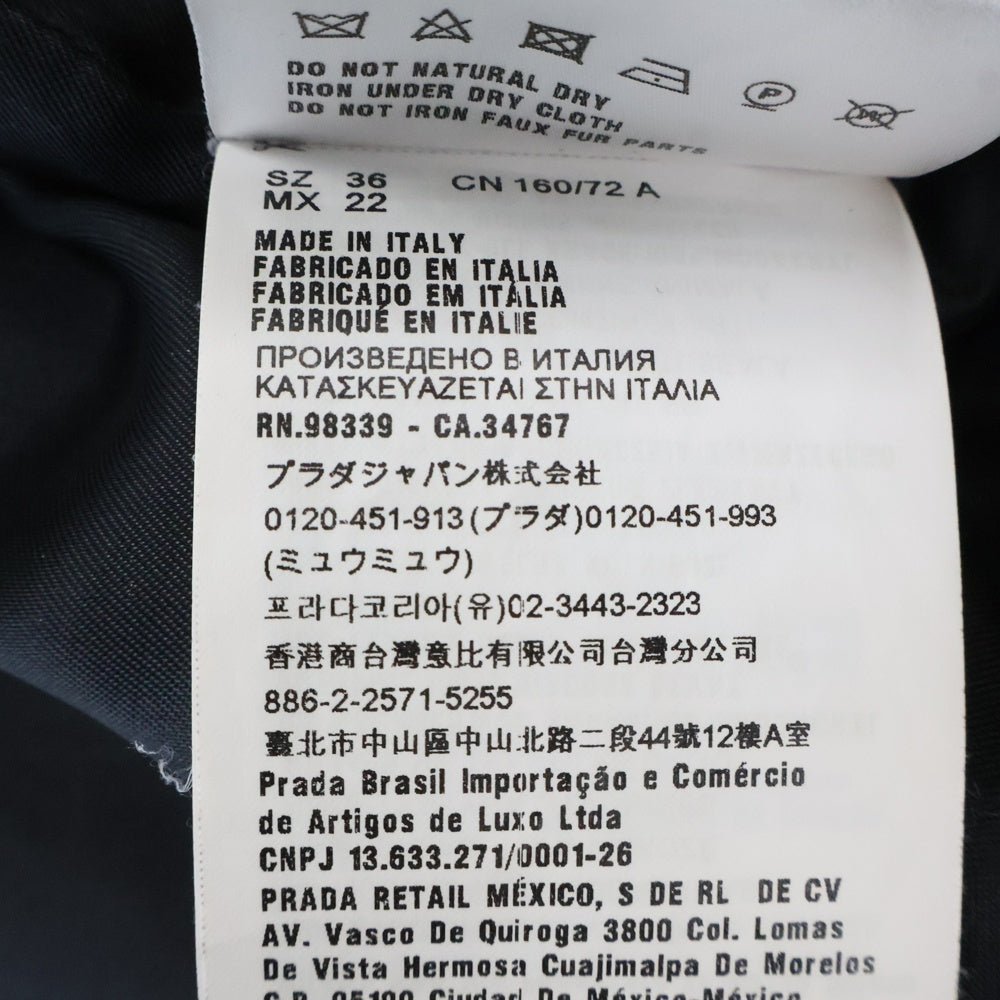 DO NOT NATURAL DRY
IRON UNDER DRY CLOTH
DO NOT IRON FAUX FUR PARTS
SZ 36 CN 160/72 A
MX 22
MADE IN ITALY
FABRICADO EN ITALIA
FABRICADO EM ITÁLIA
FABRIQUÉ EN ITALIE
ПРОИЗВЕДЕНО В ИТАЛИЯ
ΚΑΤΑΣΚΕΥΑΖΕΤΑΙ ΣΤΗΝ ΙΤΑΛΙΑ
RN.98339 - CA.34767
プラダジャパン株式会社
0120-451-913(プラダ)0120-451-993
(ミュウミュウ)
프라다코리아(유)02-3443-2323
香港商台灣意比有限公司台灣分公司
886-2-2571-5255
臺北市中山區中山北路二段44號12樓A室
Prada Brasil Importação e Comércio
de Artigos de Luxo Ltda
CNPJ 13.633.271/0001-26
PRADA RETAIL MÉXICO, S DE RL DE CV
AV. Vasco De Quiroga 3800 Col. Lomas
De Vista Hermosa Cuajimalpa De Morelos
Ciudad De México-México